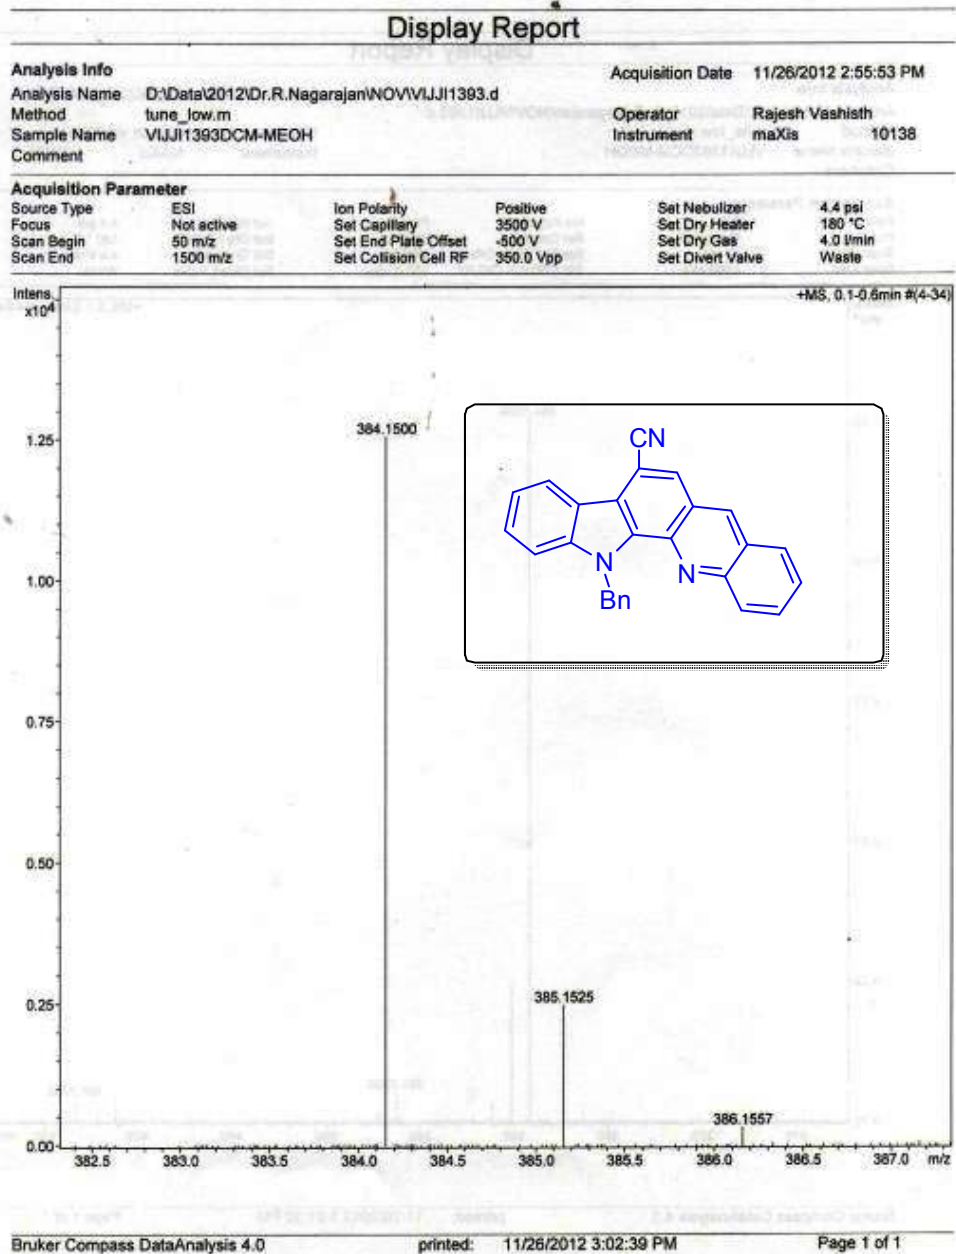 Display Report
Analysis Info
Acquisition Date 11/26/2012 2:55:53 PM
Analysis Name D:\Data\2012\Dr.R.Nagarajan\NOV\VIJJI1393.d
Method tune_low.m
Operator Rajesh Vashisth
Sample Name VIJJI1393DCM-MEOH
Instrument maXis 10138
Comment
Acquisition Parameter
Source Type ESI Ion Polarity Positive Set Nebulizer 4.4 psi
Focus Not active Set Capillary 3500 V Set Dry Heater 180 °C
Scan Begin 50 m/z Set End Plate Offset -500 V Set Dry Gas 4.0 l/min
Scan End 1500 m/z Set Collision Cell RF 350.0 Vpp Set Divert Valve Waste
Intens.
x10⁴
+MS, 0.1-0.6min #(4-34)
384.1500
CN
1.25
1.00
N
N
Bn
0.75
0.50
385.1525
0.25
386.1557
0.00
382.5 383.0 383.5 384.0 384.5 385.0 385.5 386.0 386.5 387.0 m/z
Bruker Compass DataAnalysis 4.0 printed: 11/26/2012 3:02:39 PM Page 1 of 1